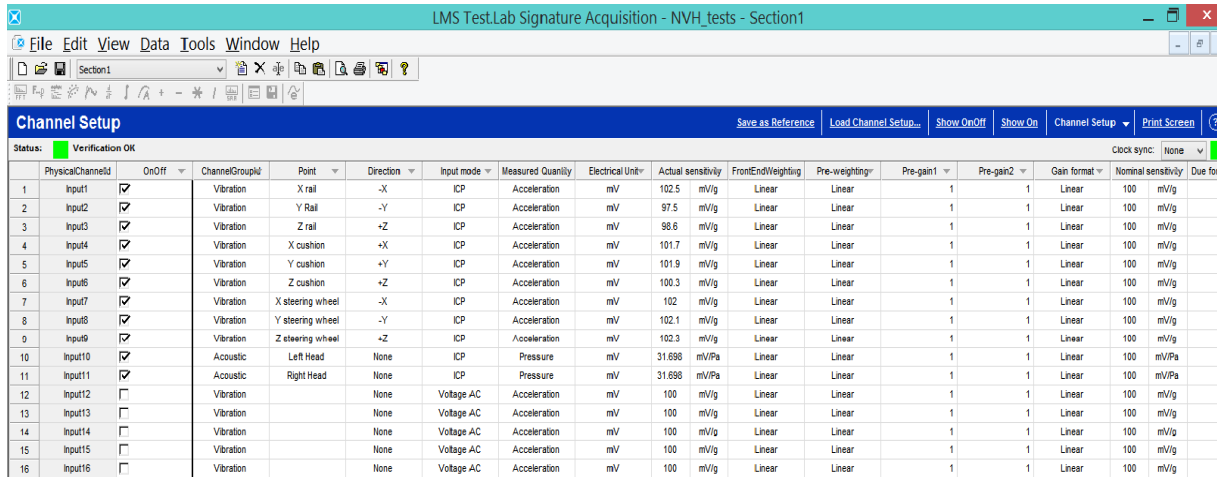 LMS Test.Lab Signature Acquisition - NVH_tests - Section1
File Edit View Data Tools Window Help
Section1
Channel Setup Save as Reference Load Channel Setup... Show OnOff Show On Channel Setup Print Screen
Status: Verification OK Clock sync: None
PhysicalChannelId OnOff ChannelGroupId Point Direction Input mode Measured Quantity Electrical Unit Actual sensitivity FrontEndWeighting Pre-weighting Pre-gain1 Pre-gain2 Gain format Nominal sensitivity Due for
1 Input1 Vibration X rail -X ICP Acceleration mV 102.5 mV/g Linear Linear 1 1 Linear 100 mV/g
2 Input2 Vibration Y Rail -Y ICP Acceleration mV 97.5 mV/g Linear Linear 1 1 Linear 100 mV/g
3 Input3 Vibration Z rail +Z ICP Acceleration mV 98.6 mV/g Linear Linear 1 1 Linear 100 mV/g
4 Input4 Vibration X cushion +X ICP Acceleration mV 101.7 mV/g Linear Linear 1 1 Linear 100 mV/g
5 Input5 Vibration Y cushion +Y ICP Acceleration mV 101.9 mV/g Linear Linear 1 1 Linear 100 mV/g
6 Input6 Vibration Z cushion +Z ICP Acceleration mV 100.3 mV/g Linear Linear 1 1 Linear 100 mV/g
7 Input7 Vibration X steering wheel -X ICP Acceleration mV 102 mV/g Linear Linear 1 1 Linear 100 mV/g
8 Input8 Vibration Y steering wheel -Y ICP Acceleration mV 102.1 mV/g Linear Linear 1 1 Linear 100 mV/g
9 Input9 Vibration Z steering wheel +Z ICP Acceleration mV 102.3 mV/g Linear Linear 1 1 Linear 100 mV/g
10 Input10 Acoustic Left Head None ICP Pressure mV 31.698 mV/Pa Linear Linear 1 1 Linear 100 mV/Pa
11 Input11 Acoustic Right Head None ICP Pressure mV 31.698 mV/Pa Linear Linear 1 1 Linear 100 mV/Pa
12 Input12 Vibration None Voltage AC Acceleration mV 100 mV/g Linear Linear 1 1 Linear 100 mV/g
13 Input13 Vibration None Voltage AC Acceleration mV 100 mV/g Linear Linear 1 1 Linear 100 mV/g
14 Input14 Vibration None Voltage AC Acceleration mV 100 mV/g Linear Linear 1 1 Linear 100 mV/g
15 Input15 Vibration None Voltage AC Acceleration mV 100 mV/g Linear Linear 1 1 Linear 100 mV/g
16 Input16 Vibration None Voltage AC Acceleration mV 100 mV/g Linear Linear 1 1 Linear 100 mV/g